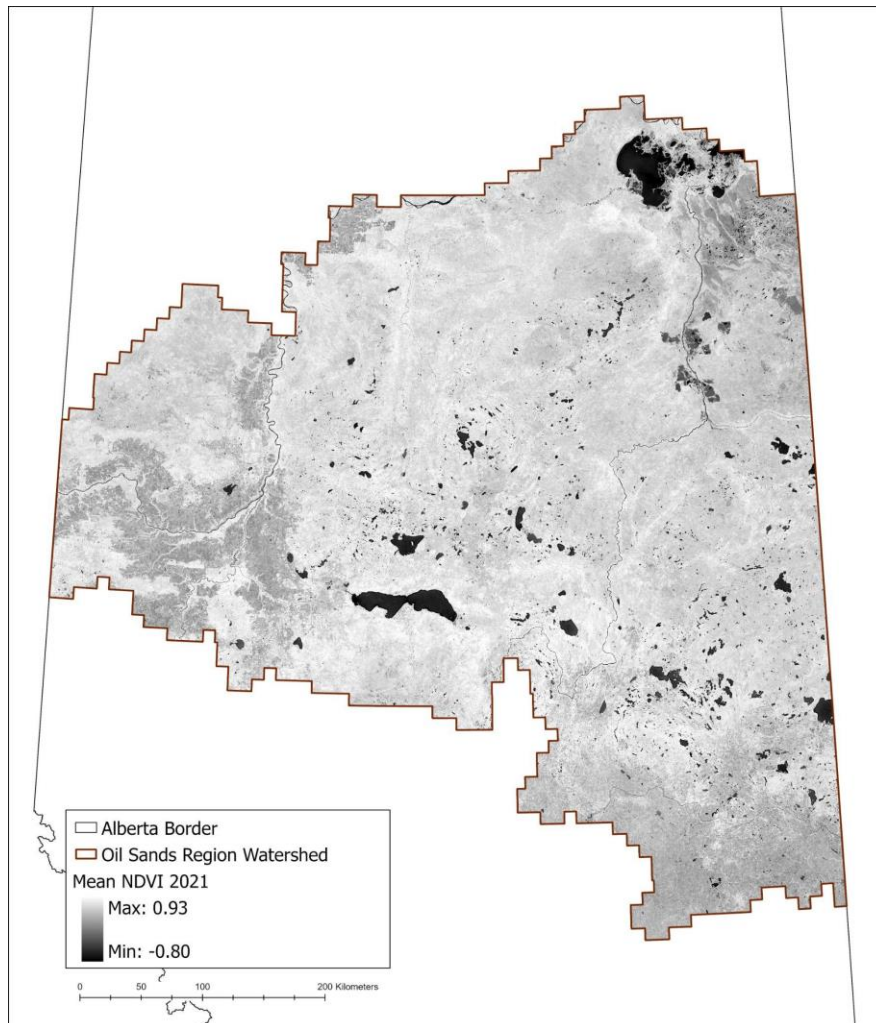 Alberta Border
Oil Sands Region Watershed
Mean NDVI 2021
Max: 0.93
Min: -0.80
0 50 100 200 Kilometers